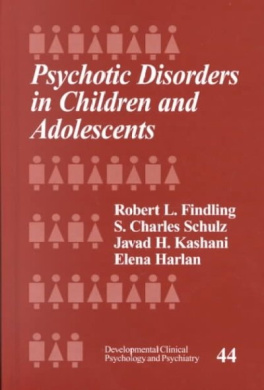 Psychotic Disorders
in Children and
Adolescents
Robert L. Findling
S. Charles Schulz
Javad H. Kashani
Elena Harlan
Developmental Clinical
Psychology and Psychiatry
44